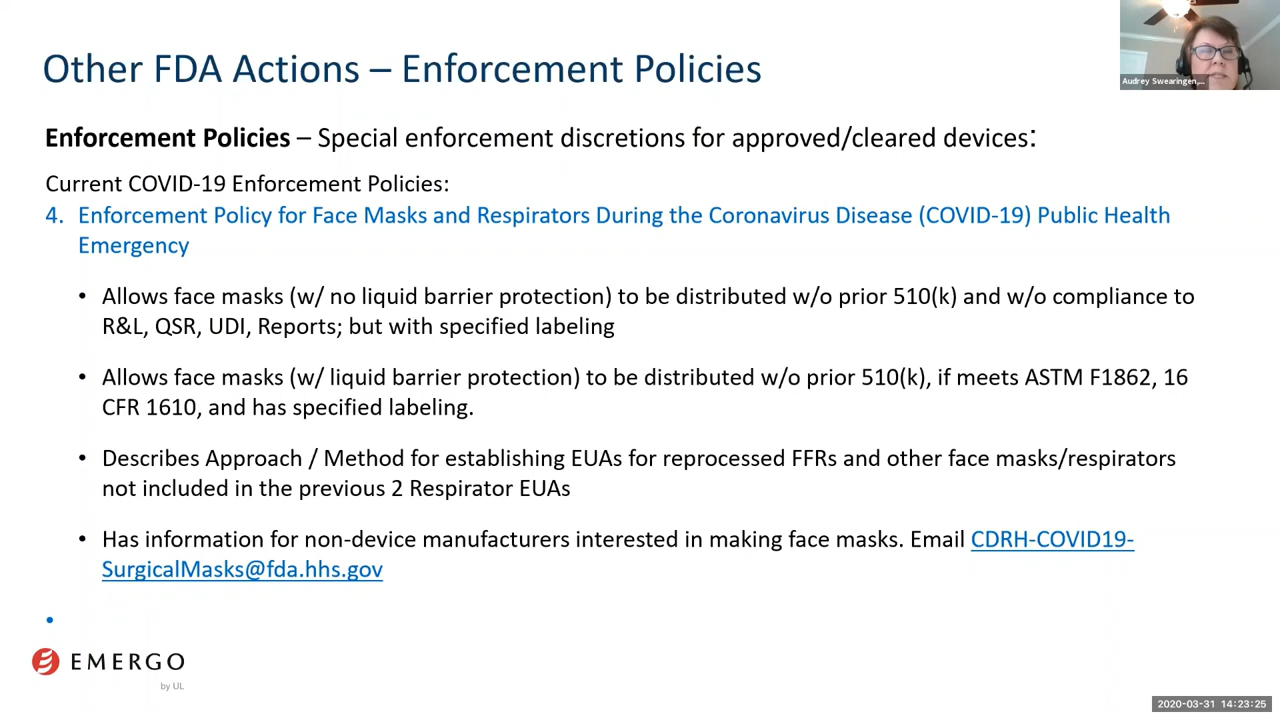 Other FDA Actions – Enforcement Policies
Audrey Swearingen,...
Enforcement Policies – Special enforcement discretions for approved/cleared devices:
Current COVID-19 Enforcement Policies:
4. Enforcement Policy for Face Masks and Respirators During the Coronavirus Disease (COVID-19) Public Health
Emergency
• Allows face masks (w/ no liquid barrier protection) to be distributed w/o prior 510(k) and w/o compliance to
R&L, QSR, UDI, Reports; but with specified labeling
• Allows face masks (w/ liquid barrier protection) to be distributed w/o prior 510(k), if meets ASTM F1862, 16
CFR 1610, and has specified labeling.
• Describes Approach / Method for establishing EUAs for reprocessed FFRs and other face masks/respirators
not included in the previous 2 Respirator EUAs
• Has information for non-device manufacturers interested in making face masks. Email CDRH-COVID19-
SurgicalMasks@fda.hhs.gov
•
EMERGO
by UL
2020-03-31 14:23:25